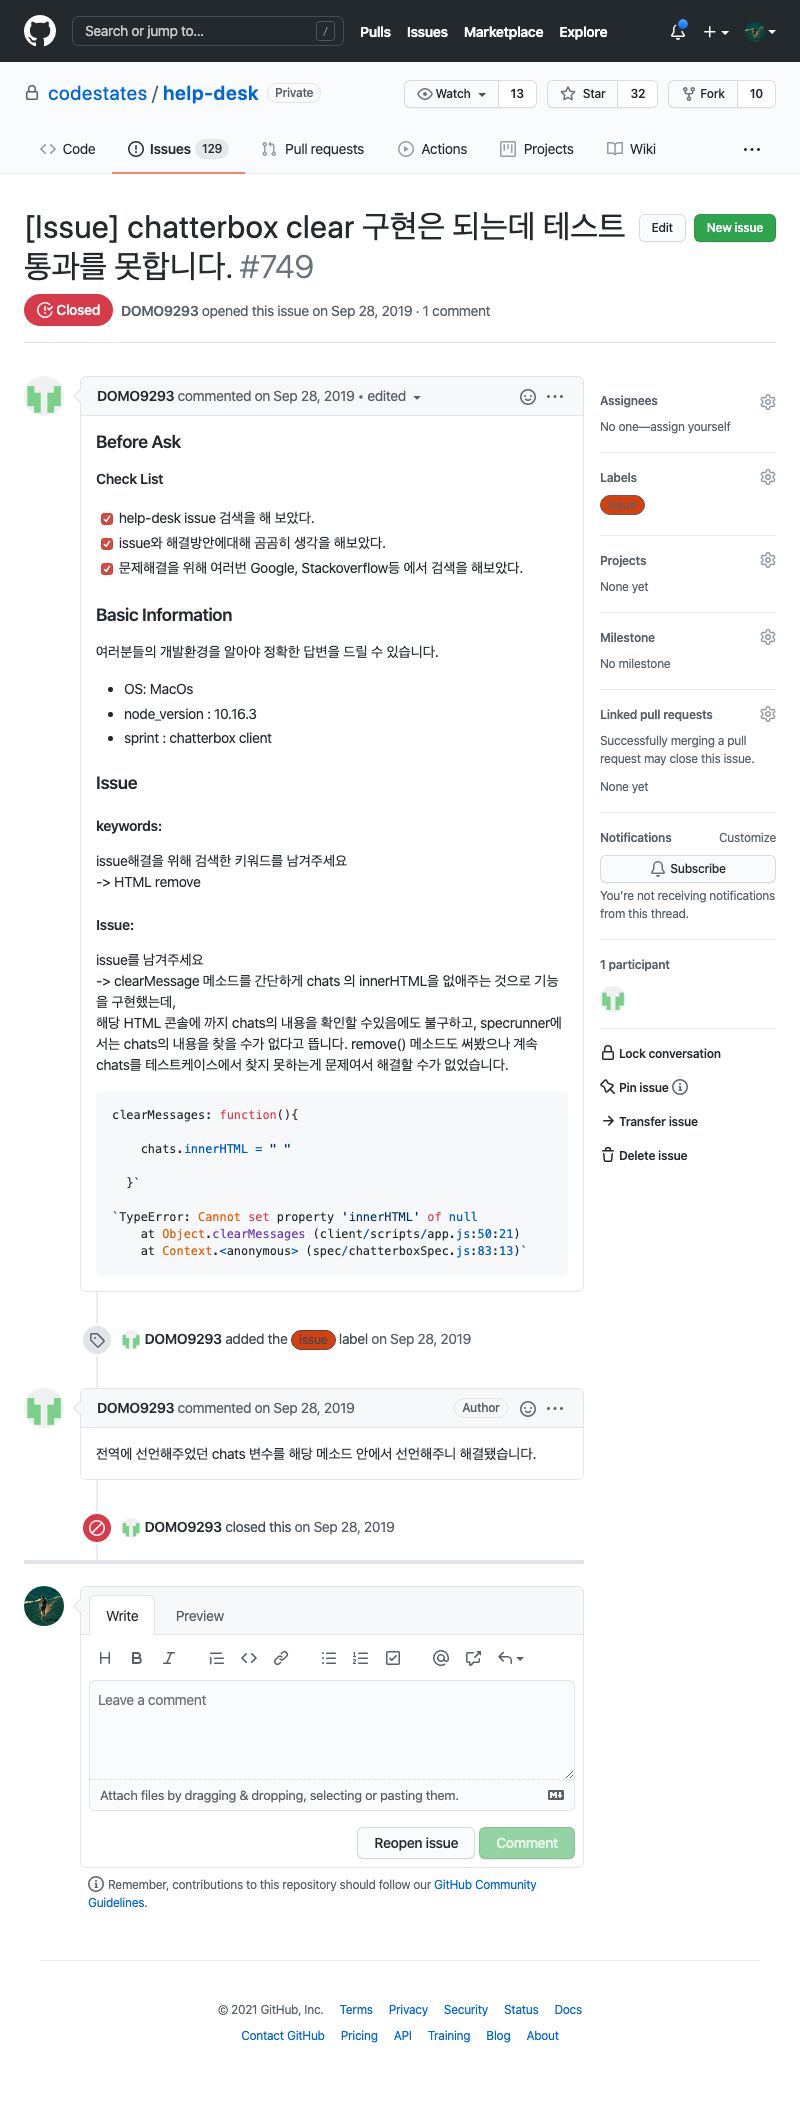 Search or jump to... /
Pulls Issues Marketplace Explore
codestates / help-desk Private
Watch 13 Star 32 Fork 10
Code Issues 129 Pull requests Actions Projects Wiki
[Issue] chatterbox clear 구현은 되는데 테스트
통과를 못합니다. #749
Edit New issue
Closed DOMO9293 opened this issue on Sep 28, 2019 · 1 comment
DOMO9293 commented on Sep 28, 2019 • edited
Before Ask
Check List
help-desk issue 검색을 해 보았다.
issue와 해결방안에대해 곰곰히 생각을 해보았다.
문제해결을 위해 여러번 Google, Stackoverflow등 에서 검색을 해보았다.
Basic Information
여러분들의 개발환경을 알아야 정확한 답변을 드릴 수 있습니다.
• OS: MacOs
• node_version : 10.16.3
• sprint : chatterbox client
Issue
keywords:
issue해결을 위해 검색한 키워드를 남겨주세요
-> HTML remove
Issue:
issue를 남겨주세요
-> clearMessage 메소드를 간단하게 chats 의 innerHTML을 없애주는 것으로 기능
을 구현했는데,
해당 HTML 콘솔에 까지 chats의 내용을 확인할 수있음에도 불구하고, specrunner에
서는 chats의 내용을 찾을 수가 없다고 뜹니다. remove() 메소드도 써봤으나 계속
chats를 테스트케이스에서 찾지 못하는게 문제여서 해결할 수가 없었습니다.
clearMessages: function(){
chats.innerHTML = " "
}`
`TypeError: Cannot set property 'innerHTML' of null
at Object.clearMessages (client/scripts/app.js:50:21)
at Context.<anonymous> (spec/chatterboxSpec.js:83:13)`
DOMO9293 added the issue label on Sep 28, 2019
DOMO9293 commented on Sep 28, 2019 Author
전역에 선언해주었던 chats 변수를 해당 메소드 안에서 선언해주니 해결됐습니다.
DOMO9293 closed this on Sep 28, 2019
Assignees
No one—assign yourself
Labels
issue
Projects
None yet
Milestone
No milestone
Linked pull requests
Successfully merging a pull
request may close this issue.
None yet
Notifications Customize
Subscribe
You're not receiving notifications
from this thread.
1 participant
Lock conversation
Pin issue
Transfer issue
Delete issue
Write Preview
Leave a comment
Attach files by dragging & dropping, selecting or pasting them.
Reopen issue Comment
Remember, contributions to this repository should follow our GitHub Community
Guidelines.
© 2021 GitHub, Inc. Terms Privacy Security Status Docs
Contact GitHub Pricing API Training Blog About